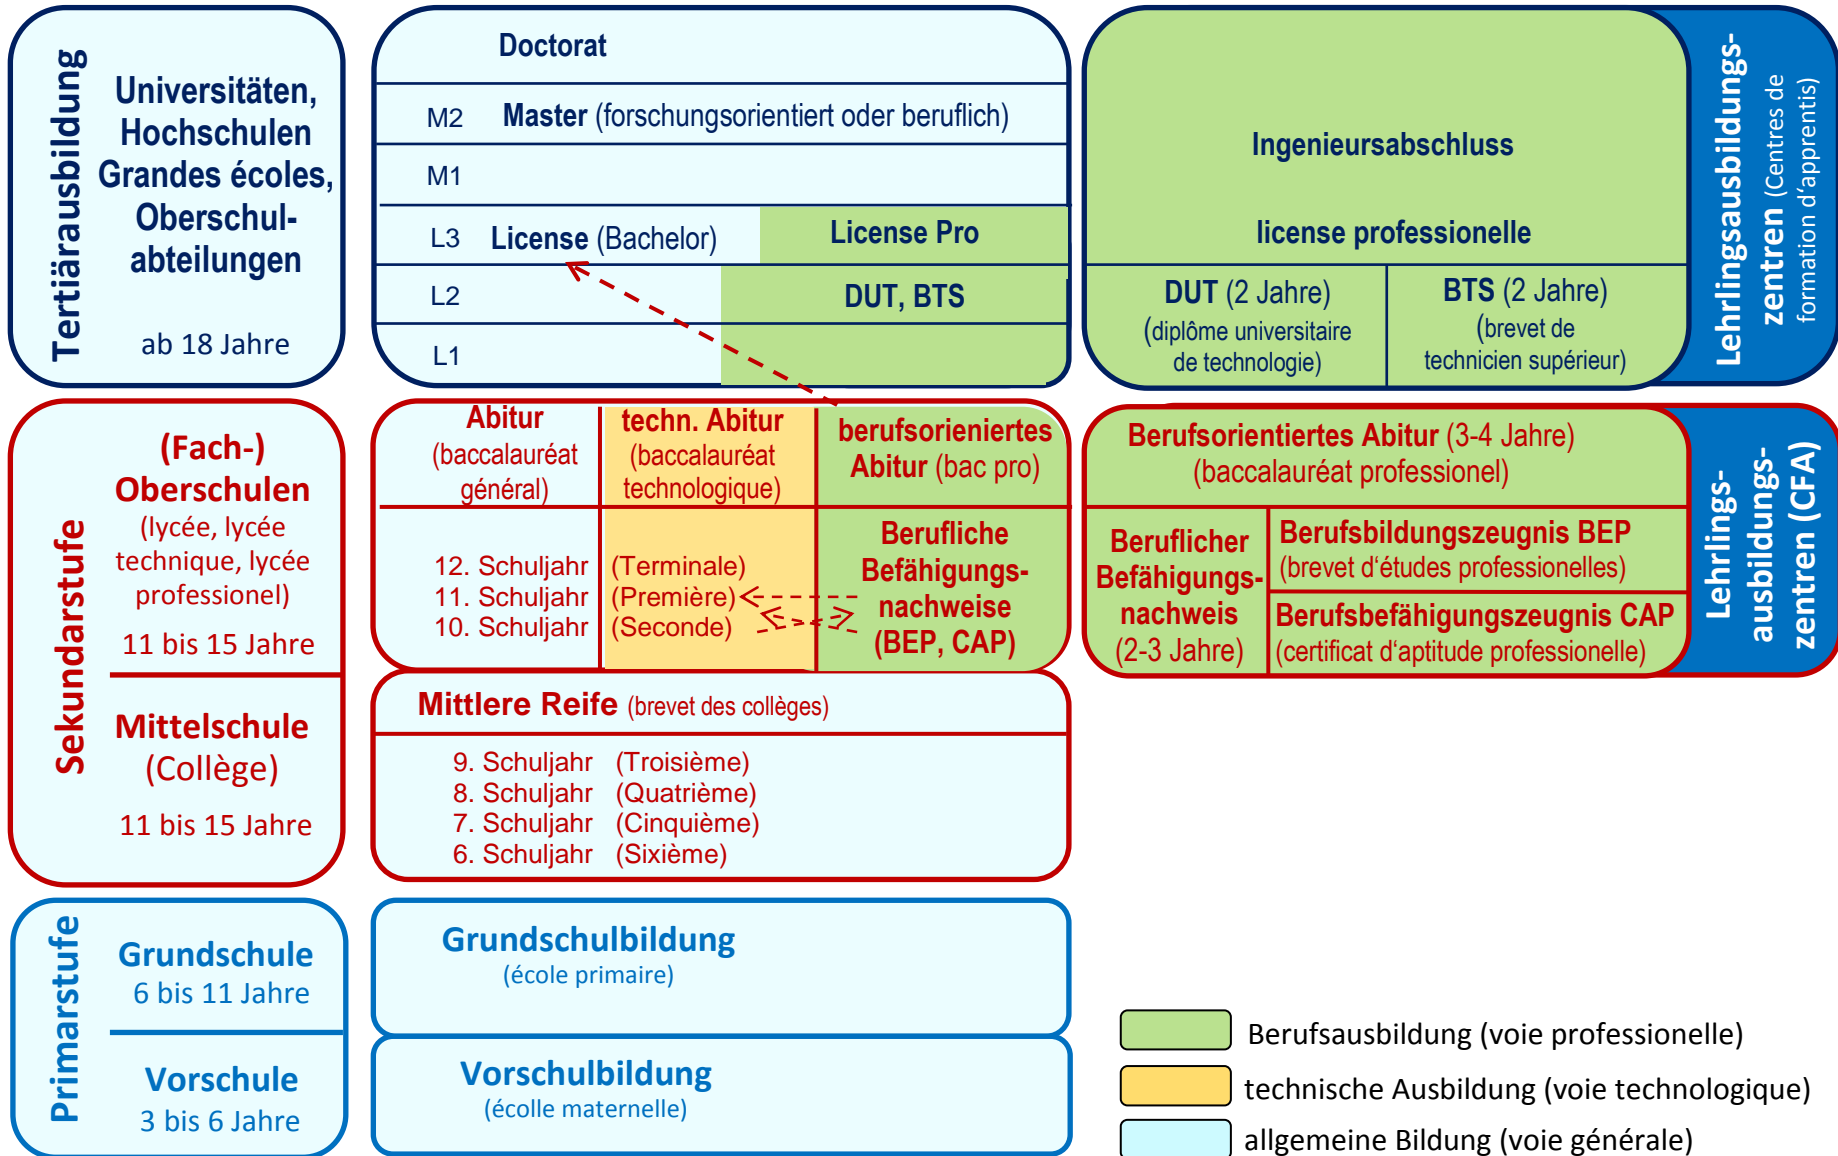 Tertiärausbildung
Universitäten,
Hochschulen
Grandes écoles,
Oberschul-
abteilungen
ab 18 Jahre
Doctorat
M2 Master (forschungsorientiert oder beruflich)
M1
L3 License (Bachelor) License Pro
L2 DUT, BTS
L1
Ingenieursabschluss
license professionelle
DUT (2 Jahre)
(diplôme universitaire
de technologie)
BTS (2 Jahre)
(brevet de
technicien supérieur)
Lehrlingsausbildungs-
zentren (Centres de
formation d‘apprentis)
Sekundarstufe
(Fach-)
Oberschulen
(lycée, lycée
technique, lycée
professionel)
11 bis 15 Jahre
Mittelschule
(Collège)
11 bis 15 Jahre
Abitur
(baccalauréat
général)
techn. Abitur
(baccalauréat
technologique)
berufsorieniertes
Abitur (bac pro)
12. Schuljahr (Terminale)
11. Schuljahr (Première)
10. Schuljahr (Seconde)
Berufliche
Befähigungs-
nachweise
(BEP, CAP)
Berufsorientiertes Abitur (3-4 Jahre)
(baccalauréat professionel)
Beruflicher
Befähigungs-
nachweis
(2-3 Jahre)
Berufsbildungszeugnis BEP
(brevet d‘études professionelles)
Berufsbefähigungszeugnis CAP
(certificat d‘aptitude professionelle)
Lehrlings-
ausbildungs-
zentren (CFA)
Mittlere Reife (brevet des collèges)
9. Schuljahr (Troisième)
8. Schuljahr (Quatrième)
7. Schuljahr (Cinquième)
6. Schuljahr (Sixième)
Primarstufe
Grundschule
6 bis 11 Jahre
Vorschule
3 bis 6 Jahre
Grundschulbildung
(école primaire)
Vorschulbildung
(écolle maternelle)
Berufsausbildung (voie professionelle)
technische Ausbildung (voie technologique)
allgemeine Bildung (voie générale)